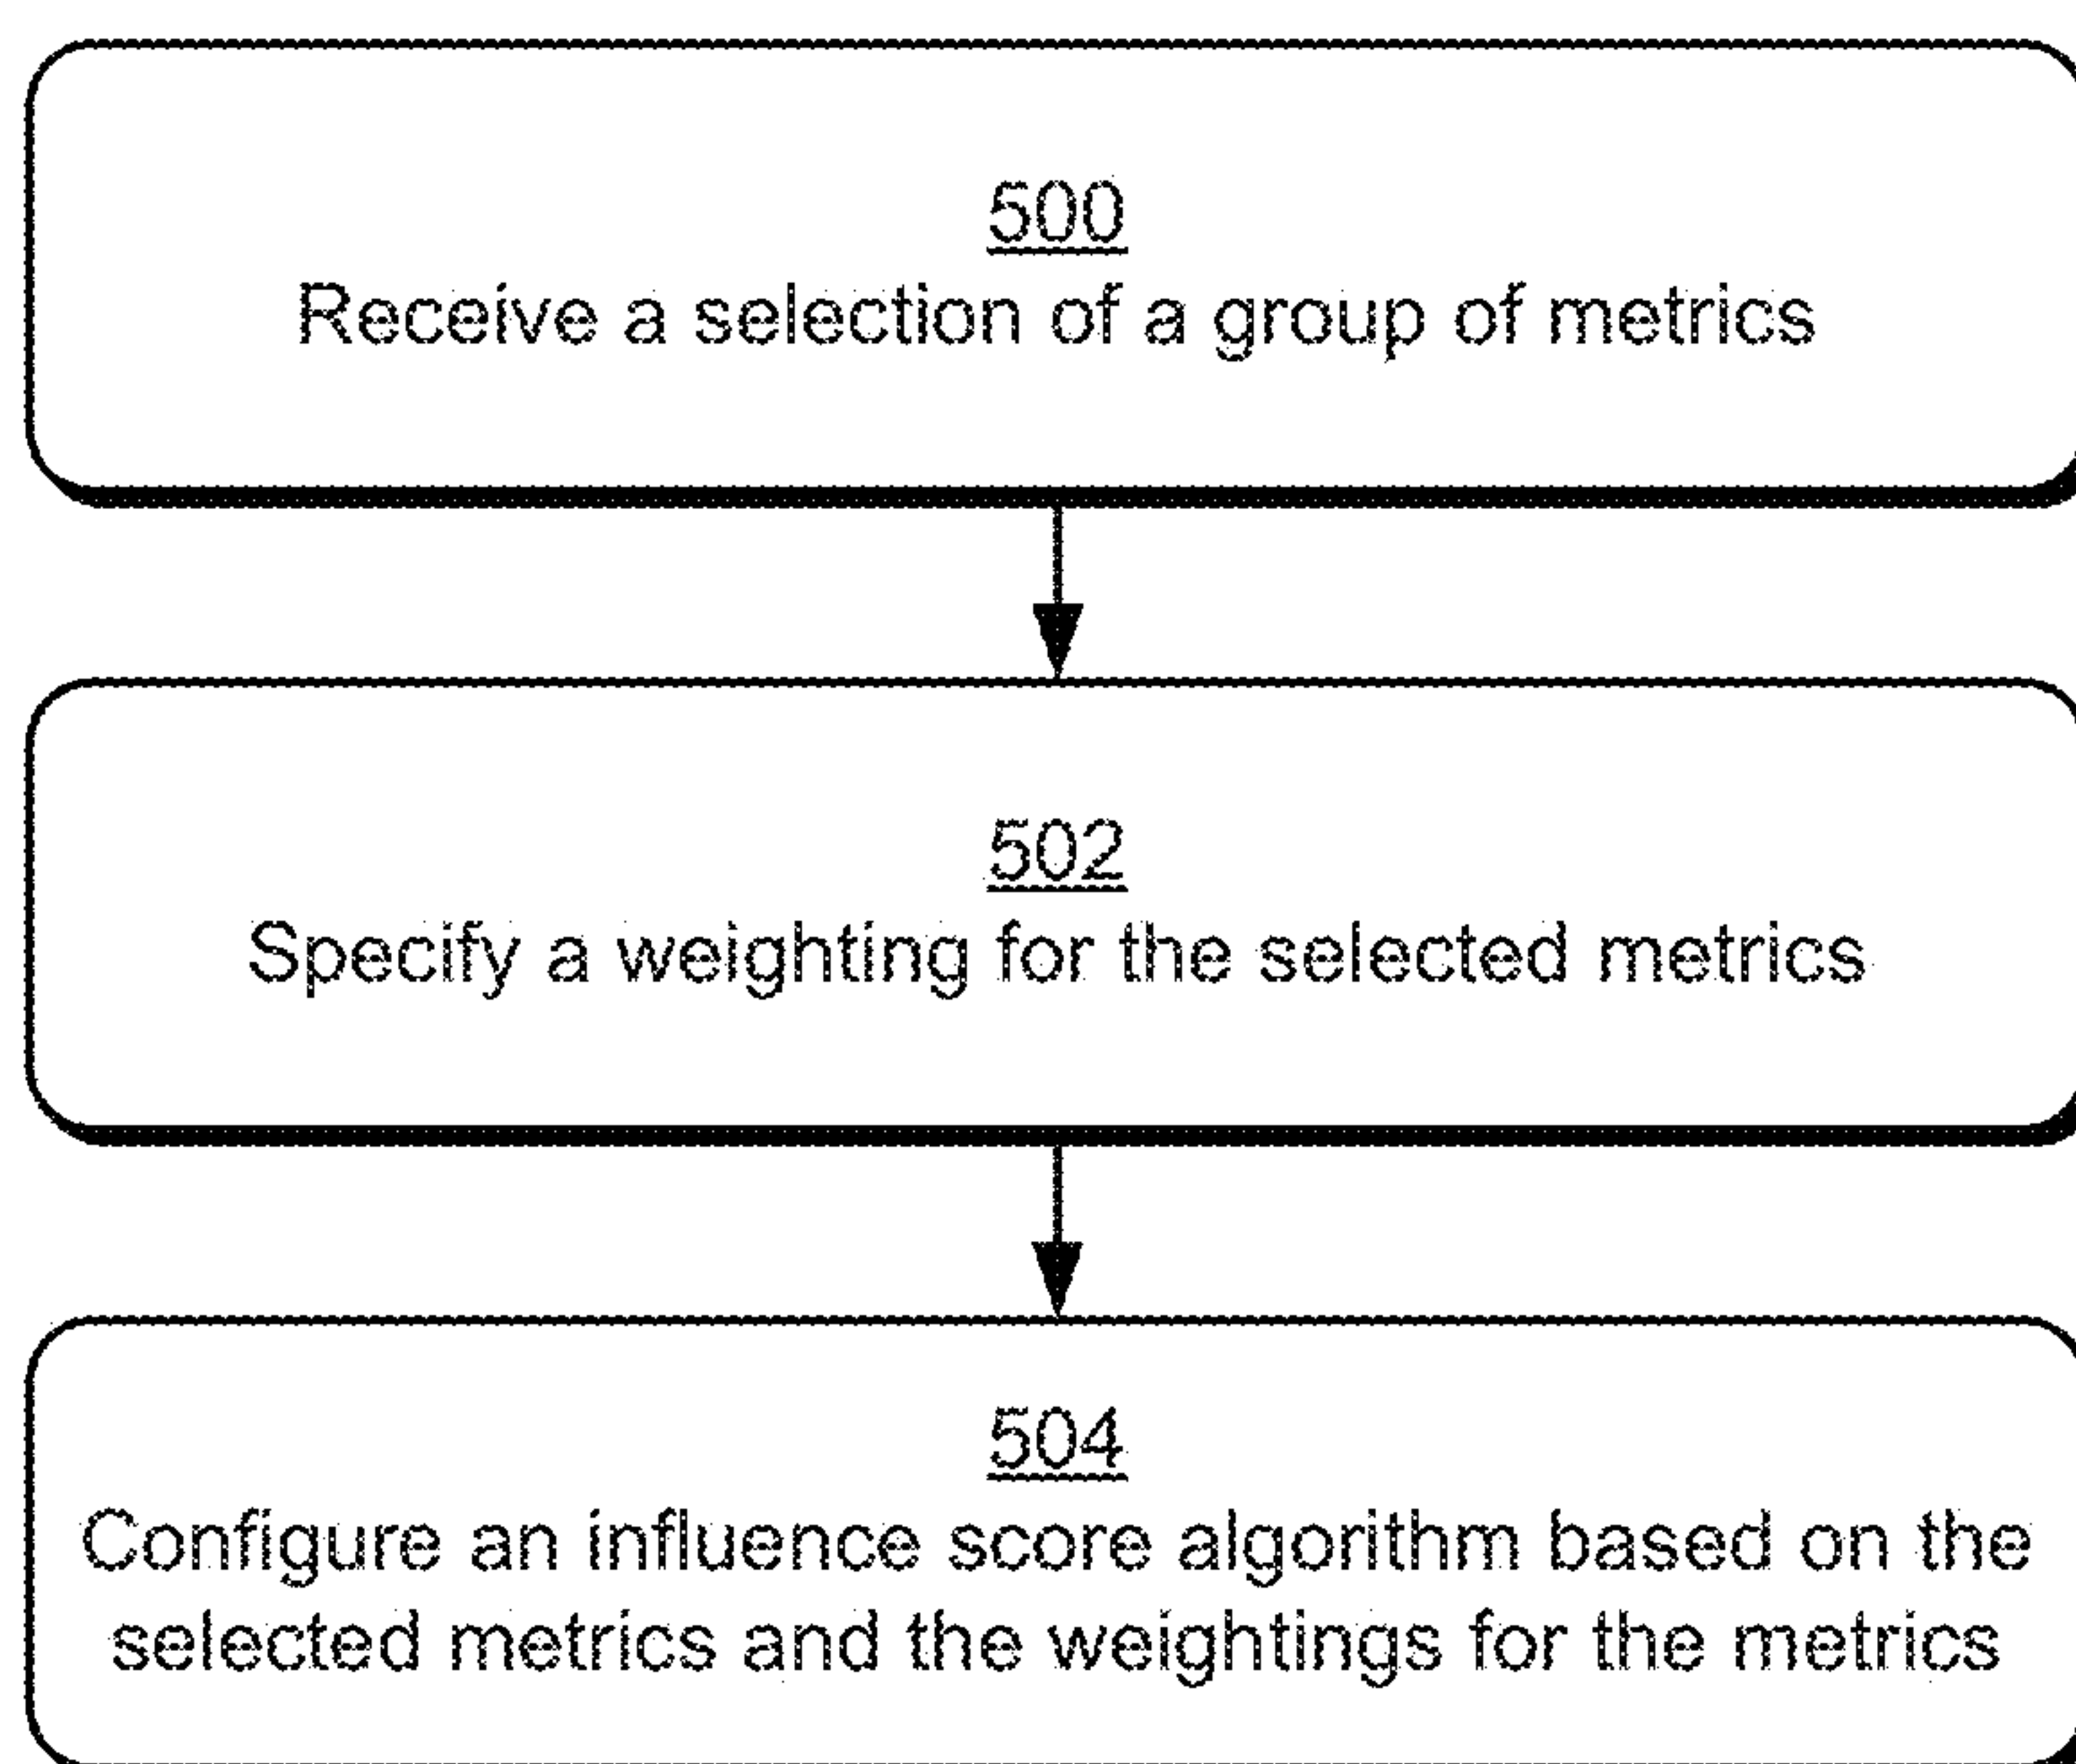 500
Receive a selection of a group of metrics
502
Specify a weighting for the selected metrics
504
Configure an influence score algorithm based on the
selected metrics and the weightings for the metrics